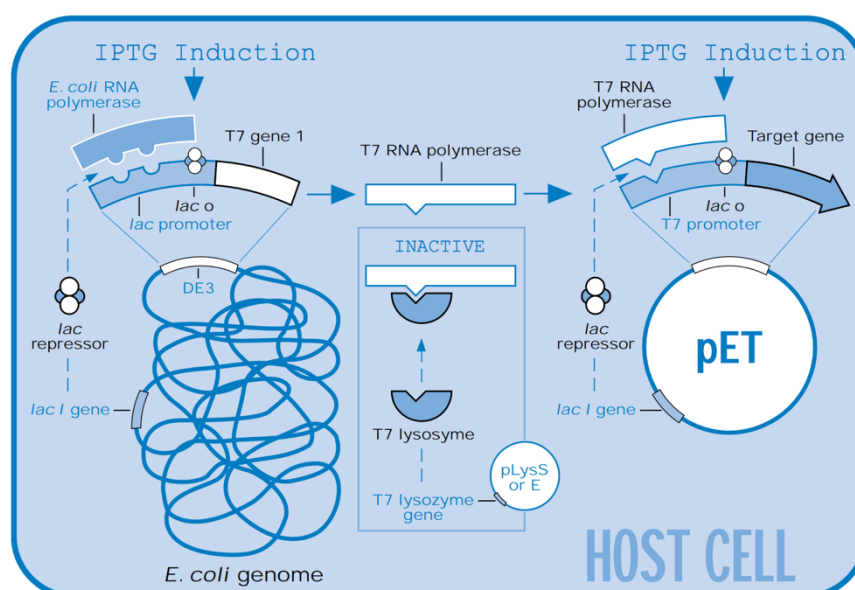 IPTG Induction
E. coli RNA
polymerase
T7 gene 1
lac o
lac promoter
DE3
lac
repressor
lac I gene
E. coli genome
T7 RNA polymerase
INACTIVE
T7 lysosyme
T7 lysozyme
gene
pLysS
or E
IPTG Induction
T7 RNA
polymerase
Target gene
lac o
T7 promoter
lac
repressor
pET
lac I gene
HOST CELL